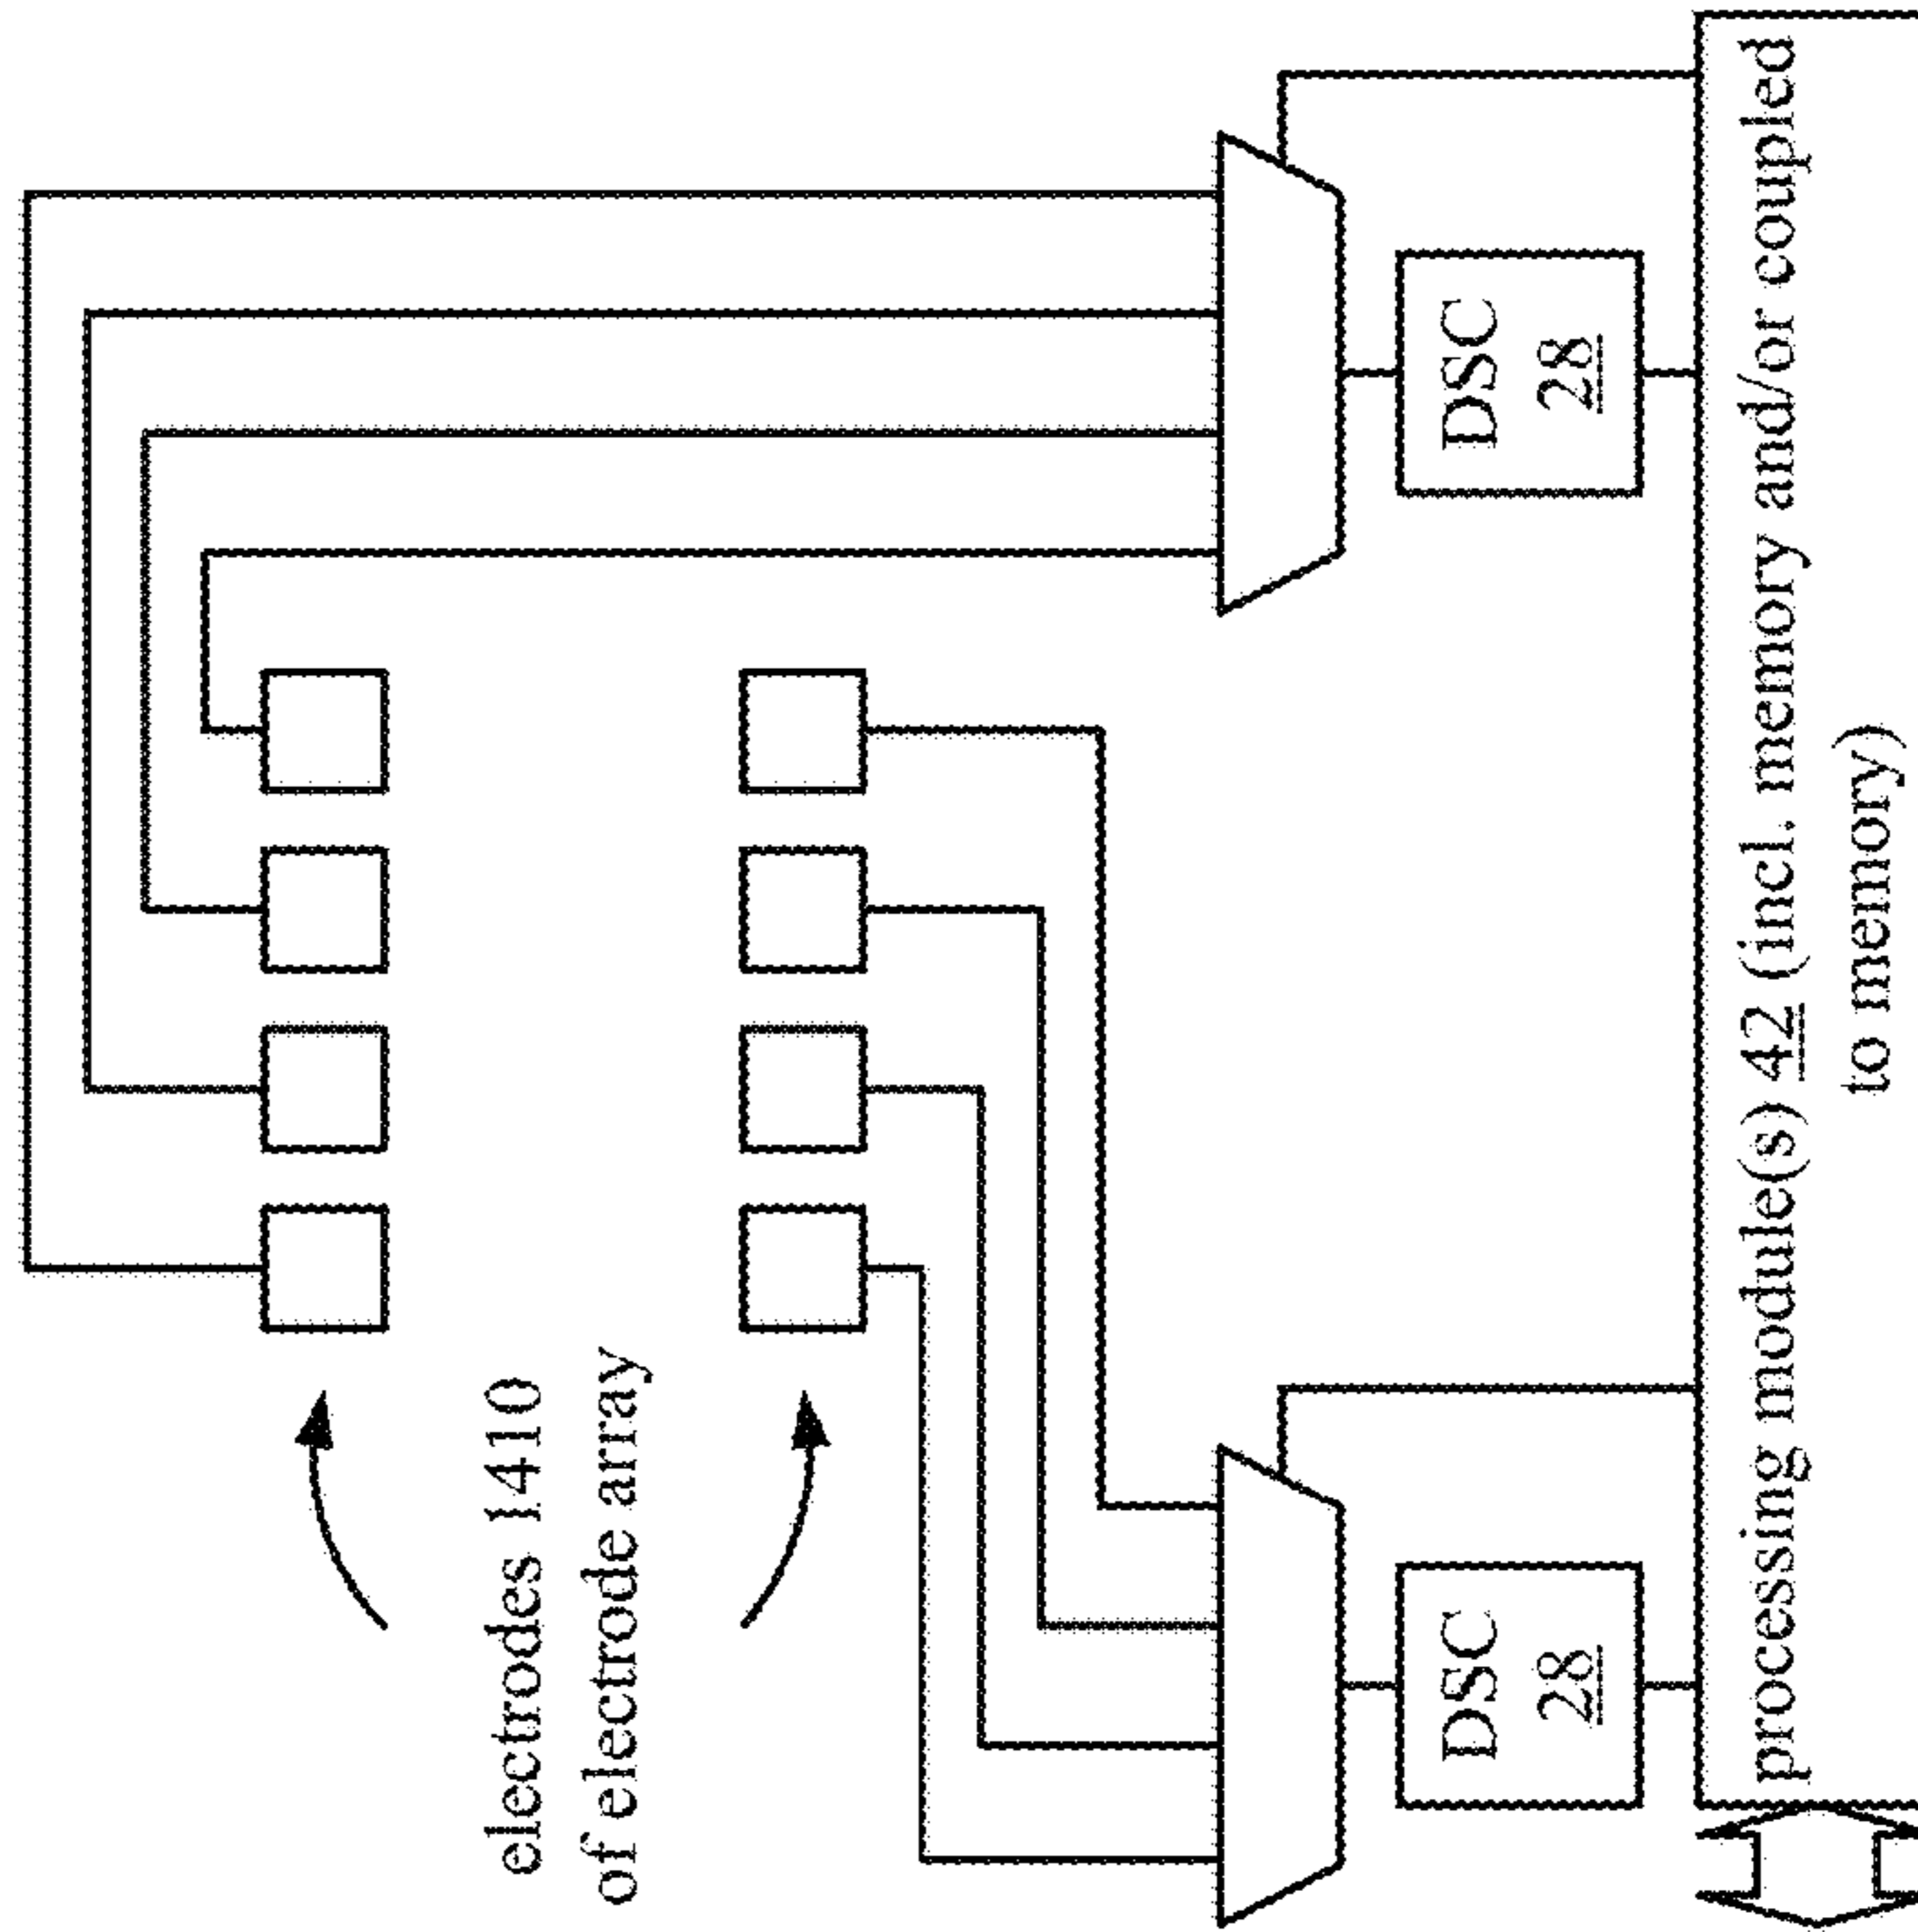 electrodes 1410
of electrode array
DSC
28
DSC
28
processing module(s) 42 (incl. memory and/or coupled
to memory)